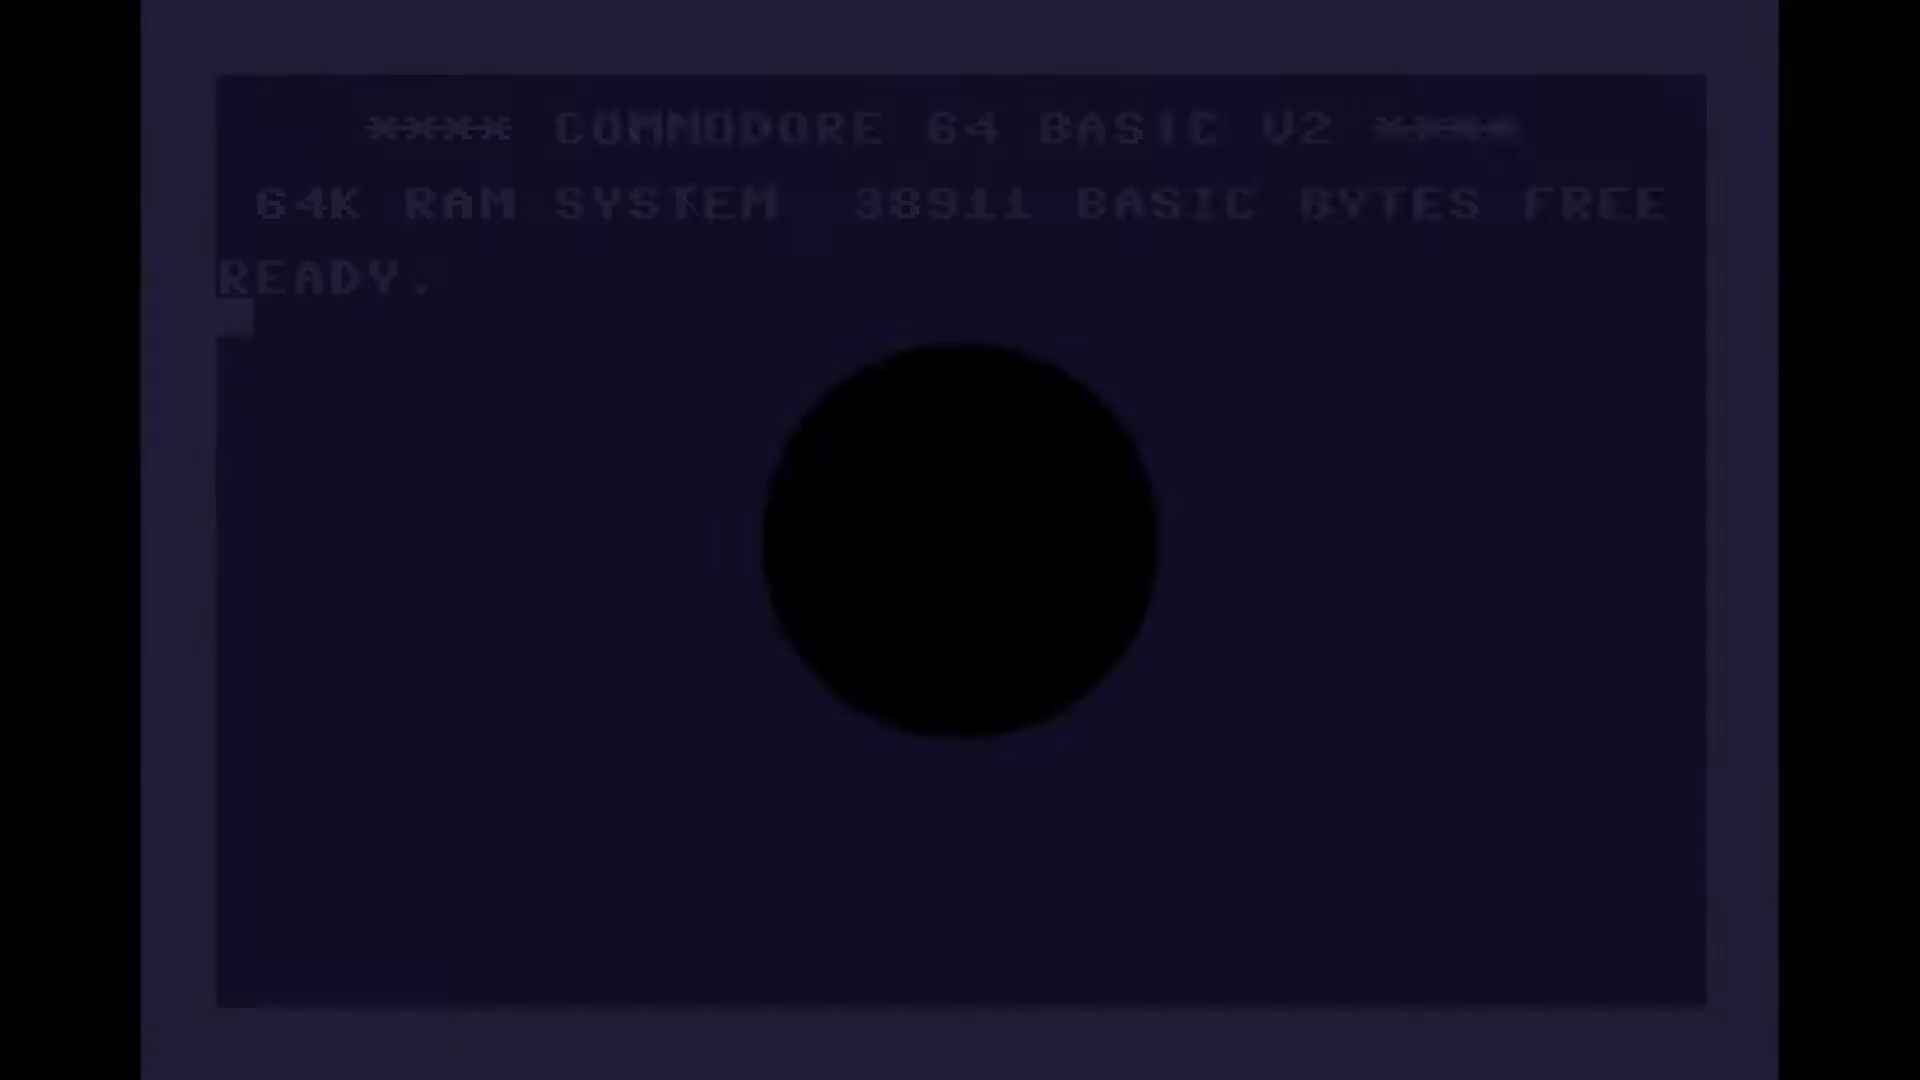 **** COMMODORE 64 BASIC V2 ****
64K RAM SYSTEM 38911 BASIC BYTES FREE
READY.